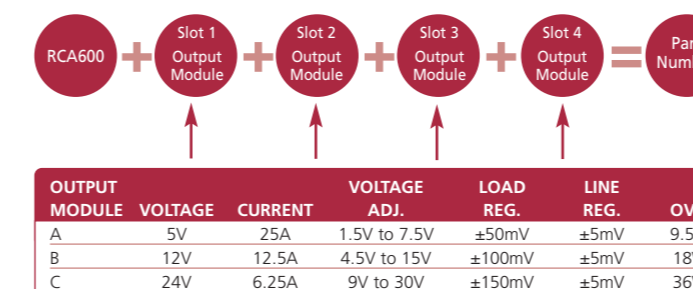 RCA600
Slot 1
Output
Module
Slot 2
Output
Module
Slot 3
Output
Module
Slot 4
Output
Module
OUTPUT MODULE VOLTAGE CURRENT VOLTAGE ADJ. LOAD REG. LINE REG.
A 5V 25A 1.5V to 7.5V ±50mV ±5mV
B 12V 12.5A 4.5V to 15V ±100mV ±5mV
C 24V 6.25A 9V to 30V ±150mV ±5mV